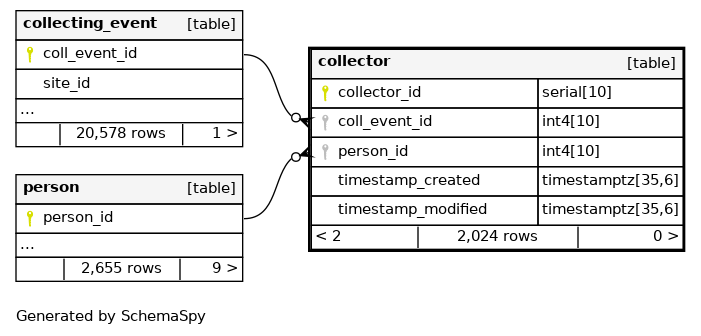 collecting_event [table]
coll_event_id
site_id
...
20,578 rows 1 >
person [table]
person_id
...
2,655 rows 9 >
collector [table]
collector_id serial[10]
coll_event_id int4[10]
person_id int4[10]
timestamp_created timestamptz[35,6]
timestamp_modified timestamptz[35,6]
< 2 2,024 rows 0 >
Generated by SchemaSpy